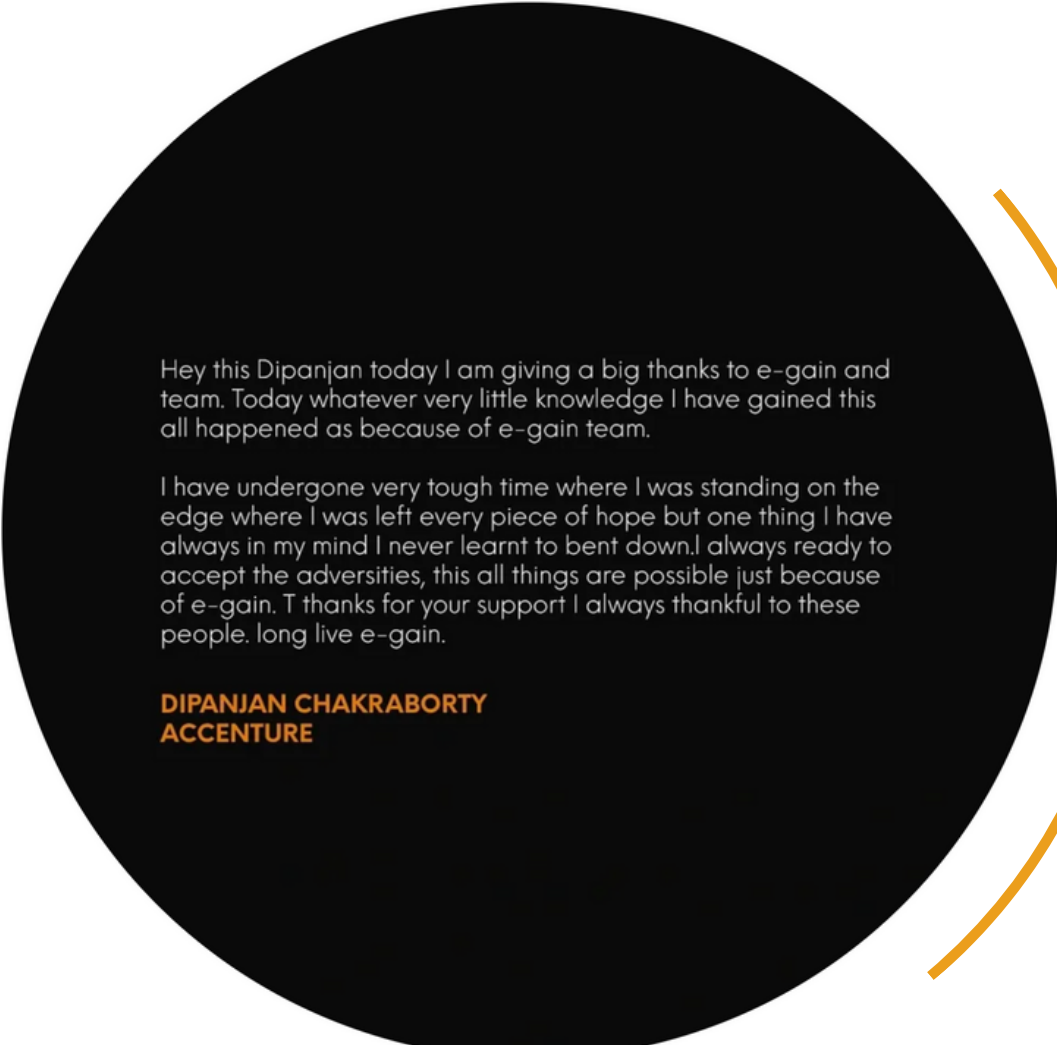 Hey this Dipanjan today I am giving a big thanks to e-gain and
team. Today whatever very little knowledge I have gained this
all happened as because of e-gain team.
I have undergone very tough time where I was standing on the
edge where I was left every piece of hope but one thing I have
always in my mind I never learnt to bent down.I always ready to
accept the adversities, this all things are possible just because
of e-gain. T thanks for your support I always thankful to these
people. long live e-gain.
DIPANJAN CHAKRABORTY
ACCENTURE